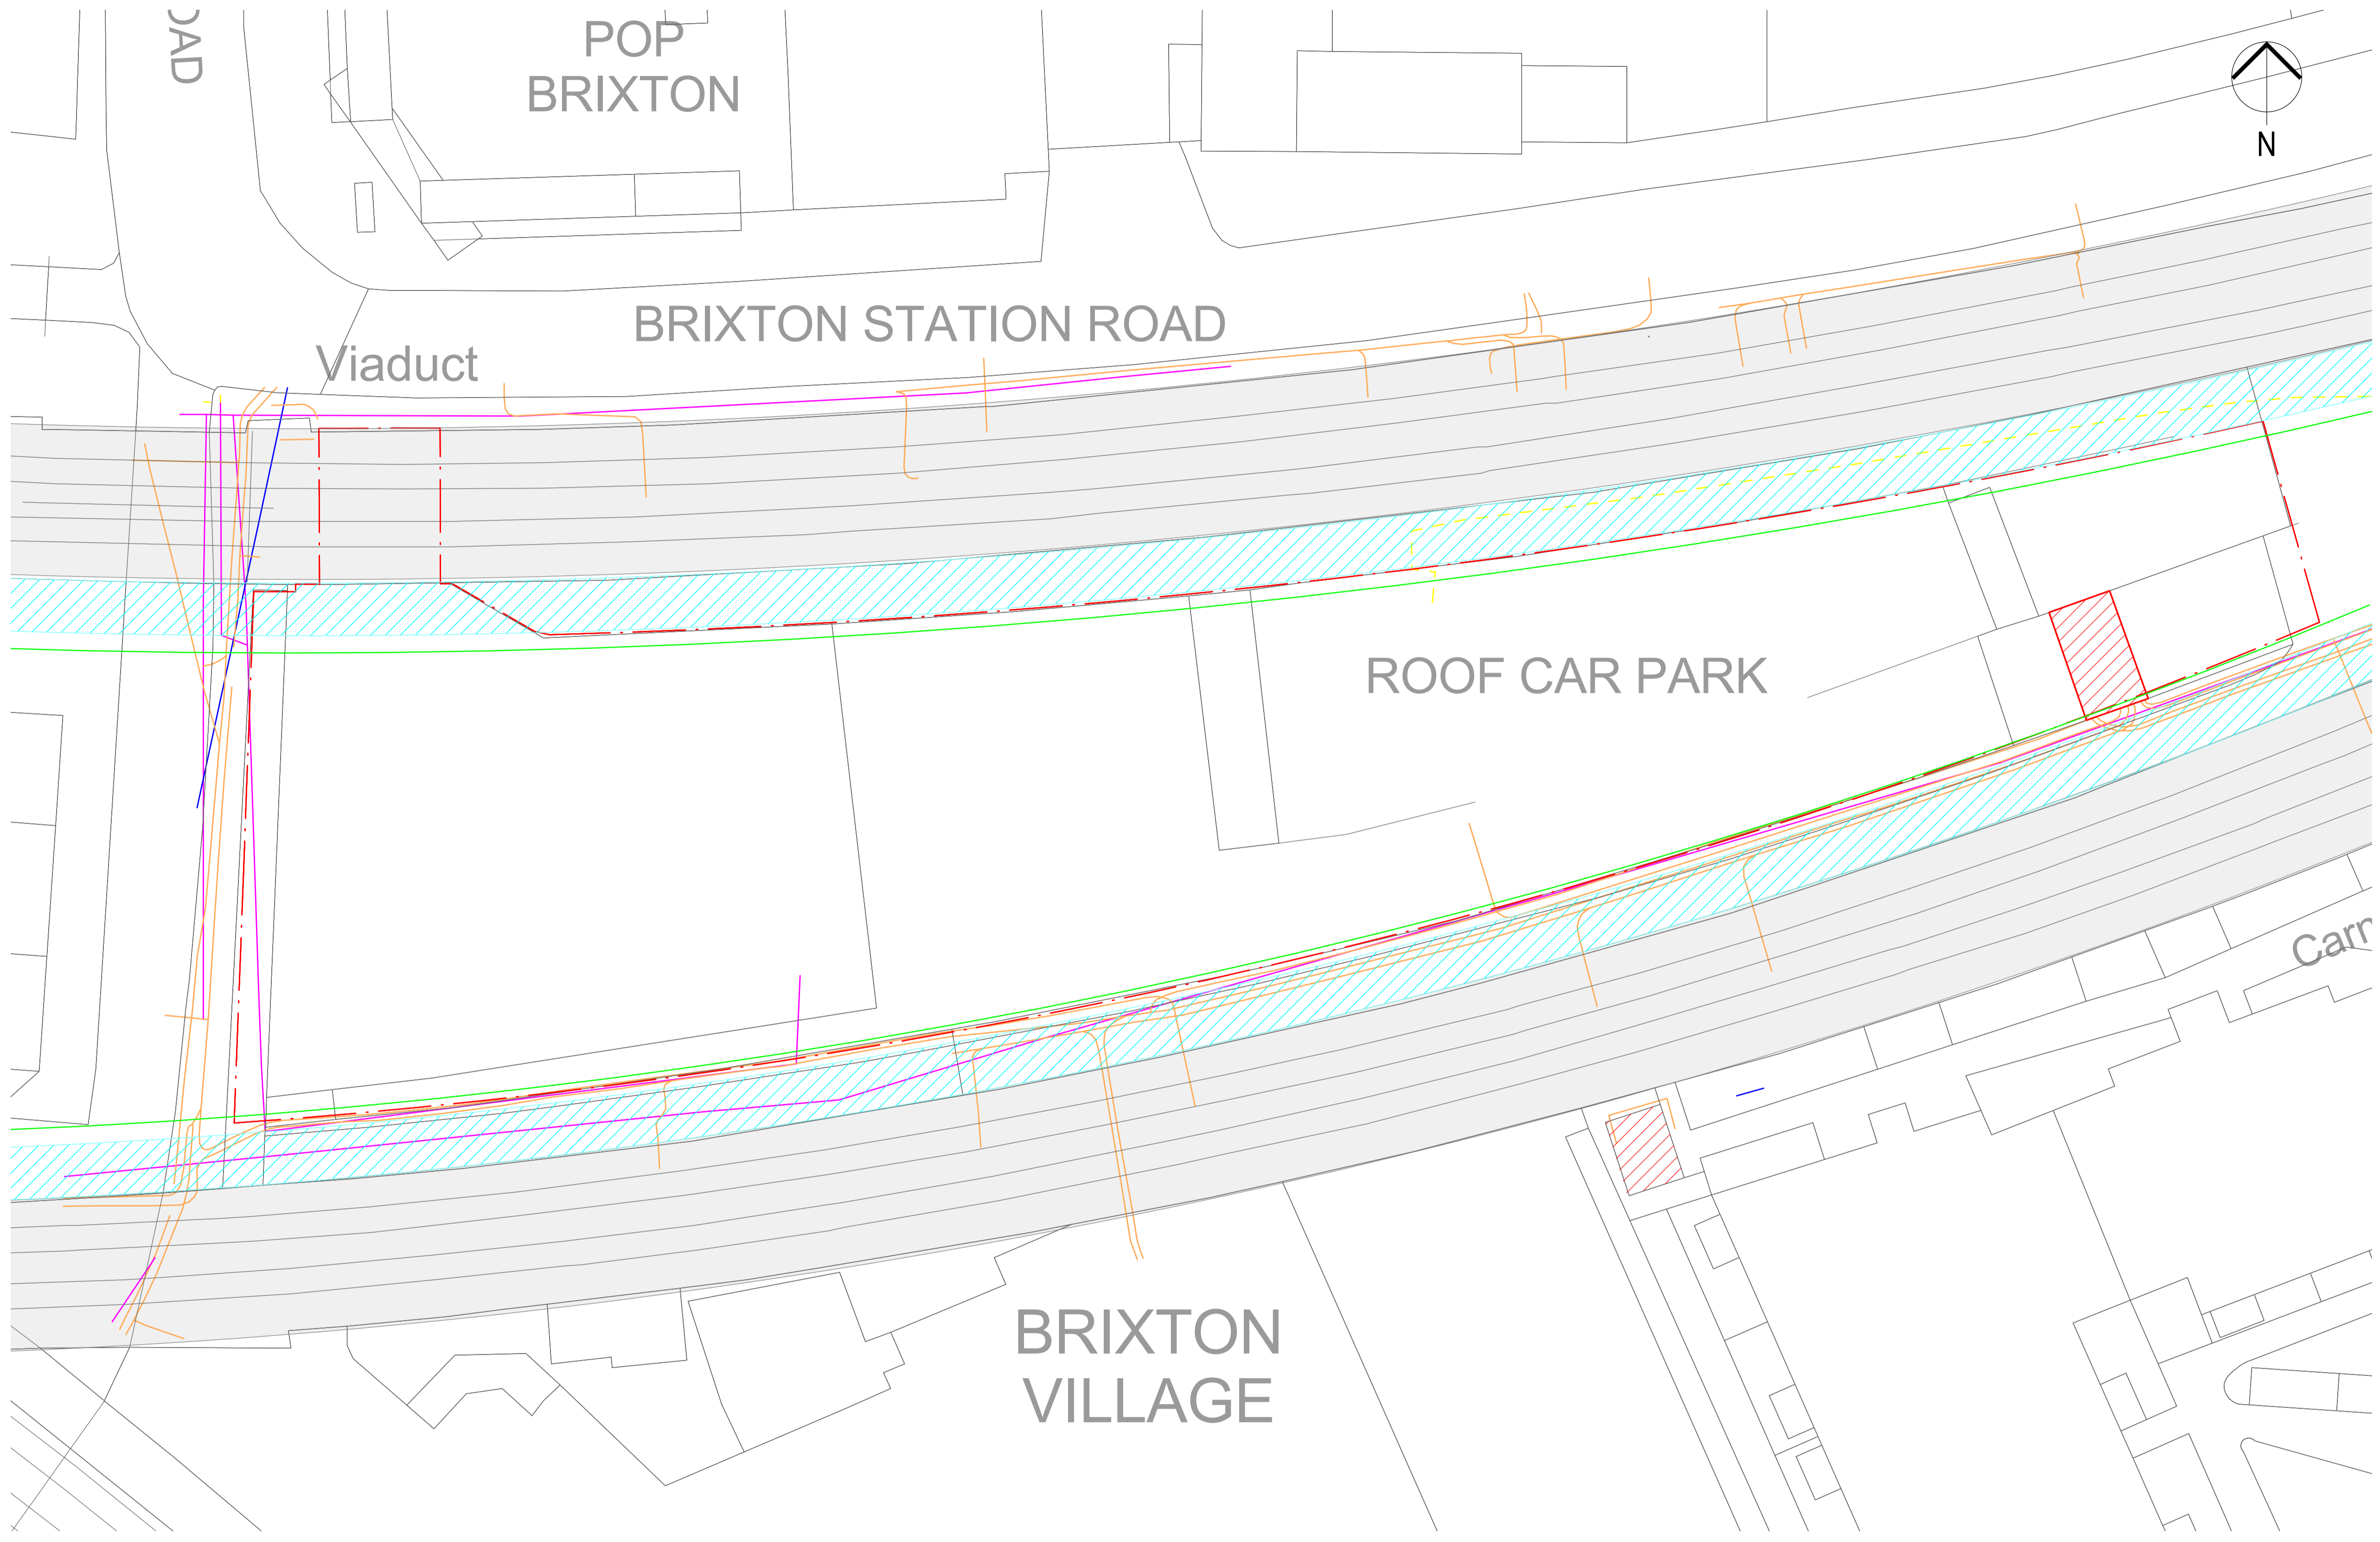 POP
BRIXTON
N
BRIXTON STATION ROAD
Viaduct
ROOF CAR PARK
BRIXTON
VILLAGE